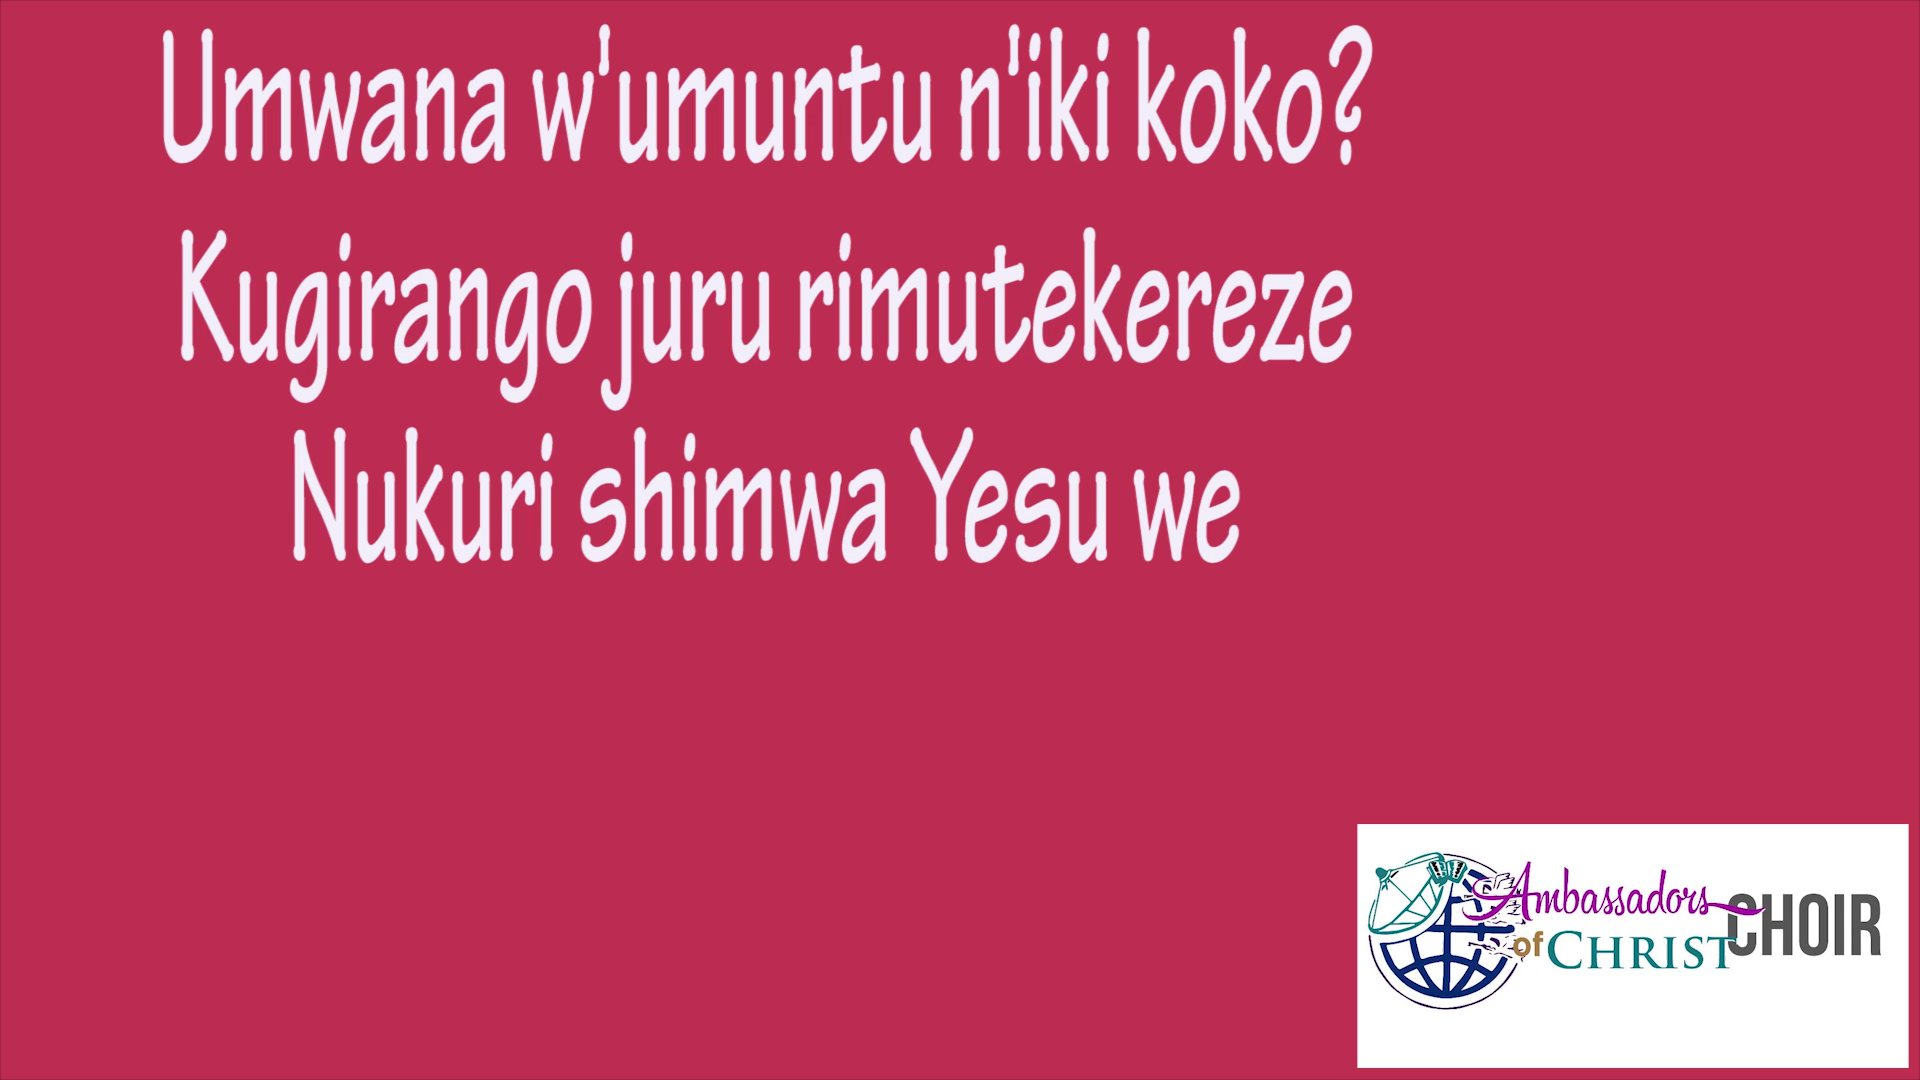 Umwana w'umuntu n'iki koko?
Kugirango juru rimutekereze
Nukuri shimwa Yesu we
Ambassadors
of CHRIST CHOIR